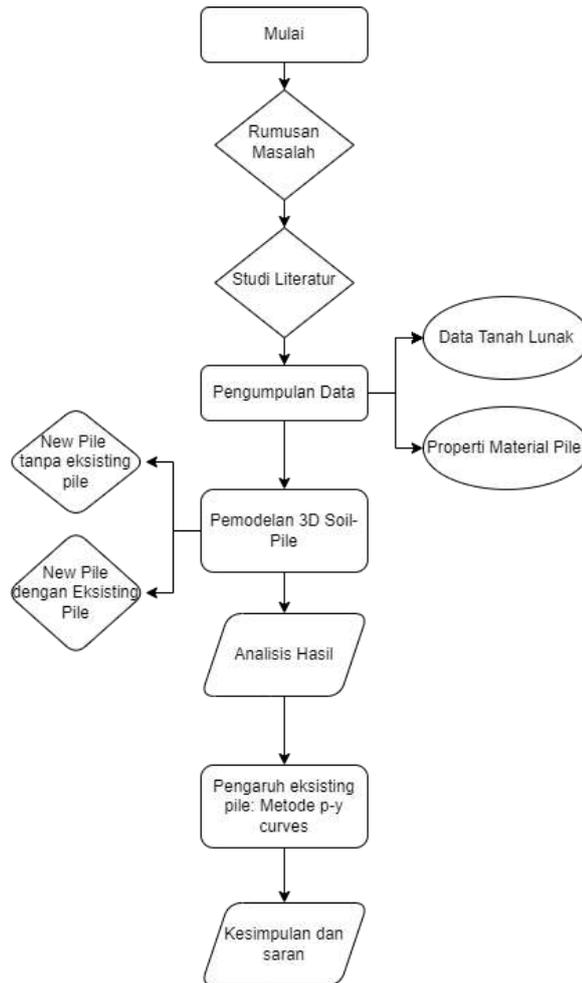 Mulai
Rumusan
Masalah
Studi Literatur
Data Tanah Lunak
Pengumpulan Data
Properti Material Pile
New Pile
tanpa eksisting
pile
Pemodelan 3D Soil-
Pile
New Pile
dengan Eksisting
Pile
Analisis Hasil
Pengaruh eksisting
pile: Metode p-y
curves
Kesimpulan dan
saran